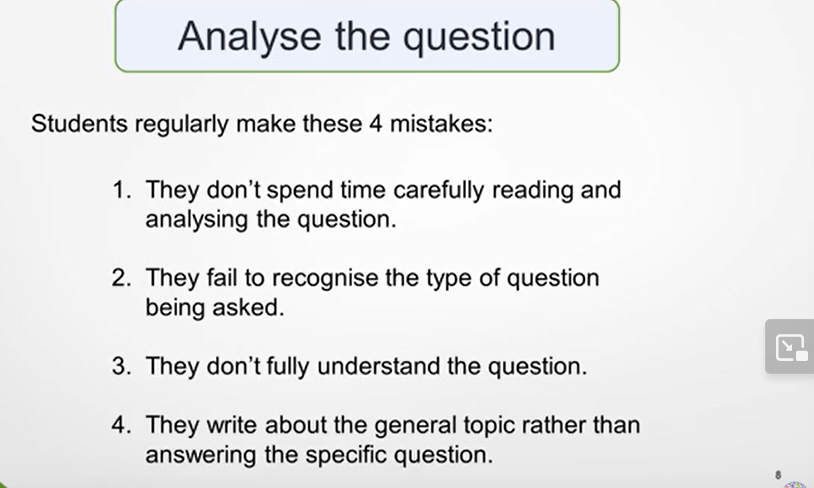 Analyse the question
Students regularly make these 4 mistakes:
1. They don't spend time carefully reading and
analysing the question.
2. They fail to recognise the type of question
being asked.
3. They don't fully understand the question.
4. They write about the general topic rather than
answering the specific question.
8